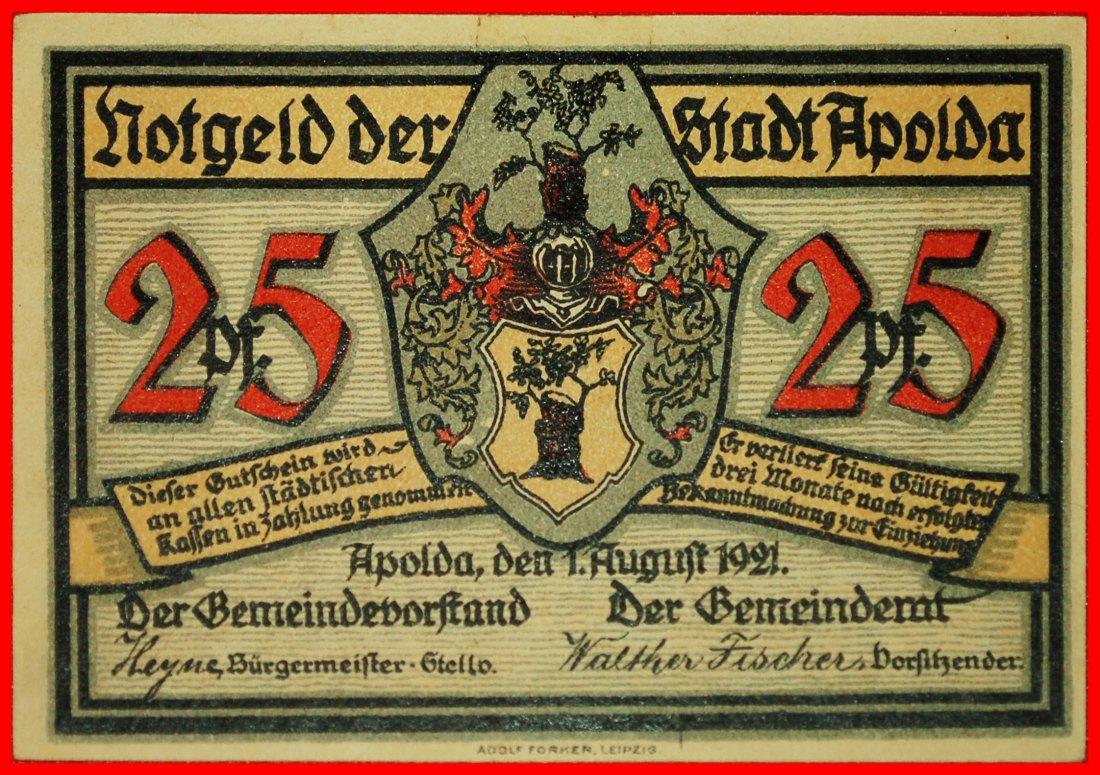 Notgeld der Stadt Apolda
25 Pf.
25 Pf.
Dieser Gutschein wird
an allen städtischen
Kassen in Zahlung genommen
Er verliert seine Gültigkeit
drei Monate nach erfolgter
Bekanntmachung zur Einziehung
Apolda, den 1. August 1921.
Der Gemeindevorstand
Der Gemeinderat
Heyne, Bürgermeister-Stellv.
Walther Fischer, Vorsitzender.
ADOLF FORKER, LEIPZIG.